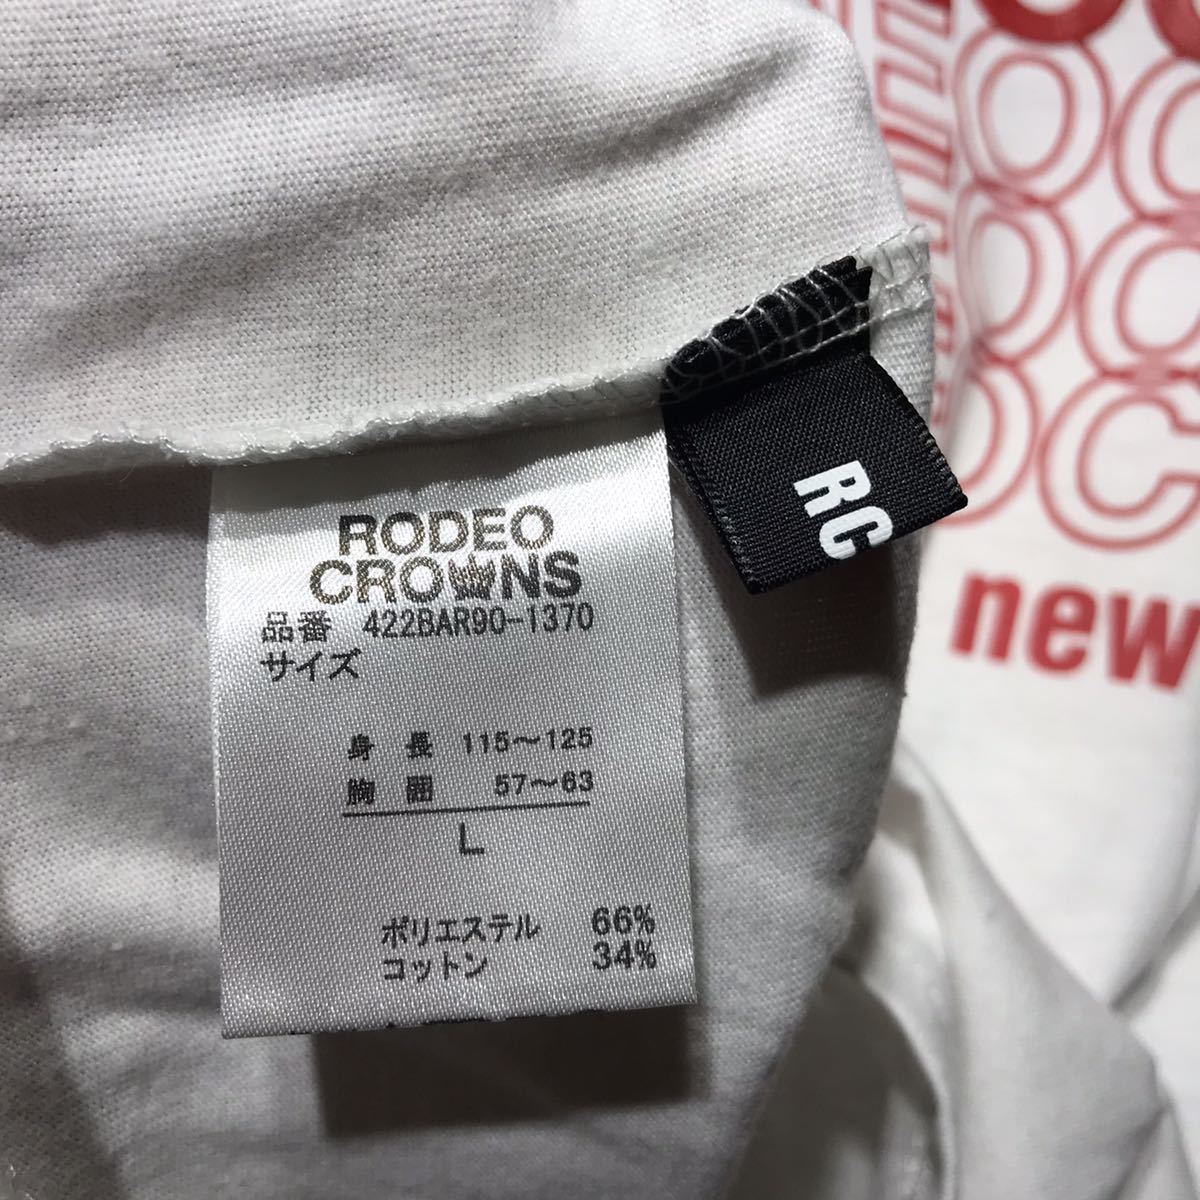 RODEO
CROWNS
品番 422BAR90-1370
サイズ
身長 115～125
胸囲 57～63
L
ポリエステル 66%
コットン 34%
RC
new